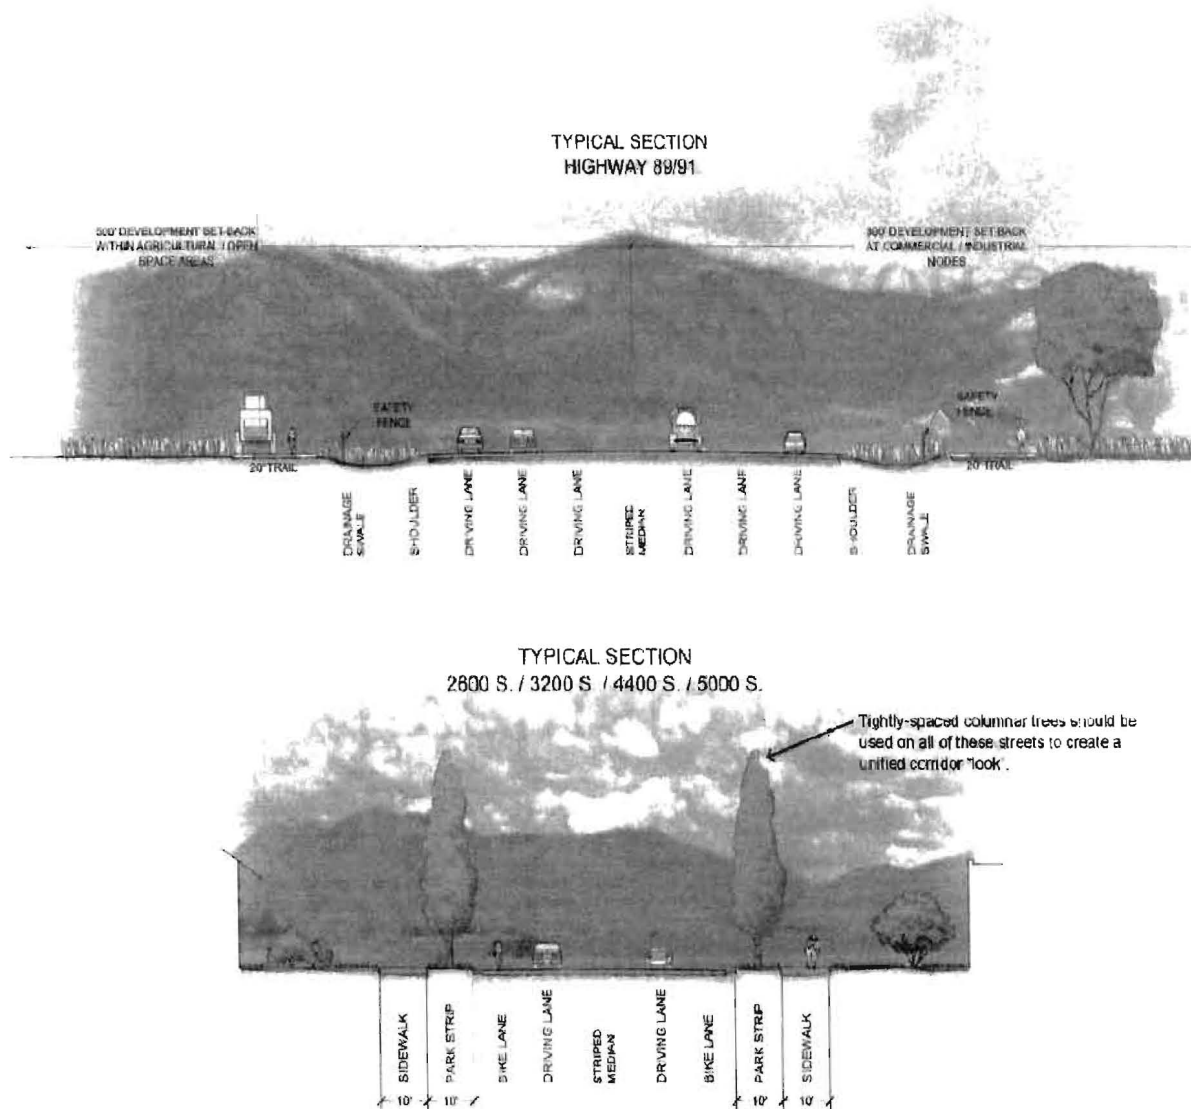 TYPICAL SECTION
HIGHWAY 89/91
DEVELOPMENT SET-BACK
WITHIN AGRICULTURAL / OPEN
SPACE AREAS
DEVELOPMENT SET BACK
AT COMMERCIAL / INDUSTRIAL
NODES
SAFETY
FENCE
SAFETY
FENCE
20' TRAIL
20' TRAIL
DRAINAGE
SWALE
SHOULDER
DRIVING LANE
DRIVING LANE
DRIVING LANE
STRIPED
MEDIAN
DRIVING LANE
DRIVING LANE
DRIVING LANE
SHOULDER
DRAINAGE
SWALE
TYPICAL SECTION
2600 S. / 3200 S. / 4400 S. / 5000 S.
Tightly-spaced columnar trees should be
used on all of these streets to create a
unified corridor "look".
SIDEWALK
PARK STRIP
BIKE LANE
DRIVING LANE
STRIPED
MEDIAN
DRIVING LANE
BIKE LANE
PARK STRIP
SIDEWALK
10'
10'
10'
10'